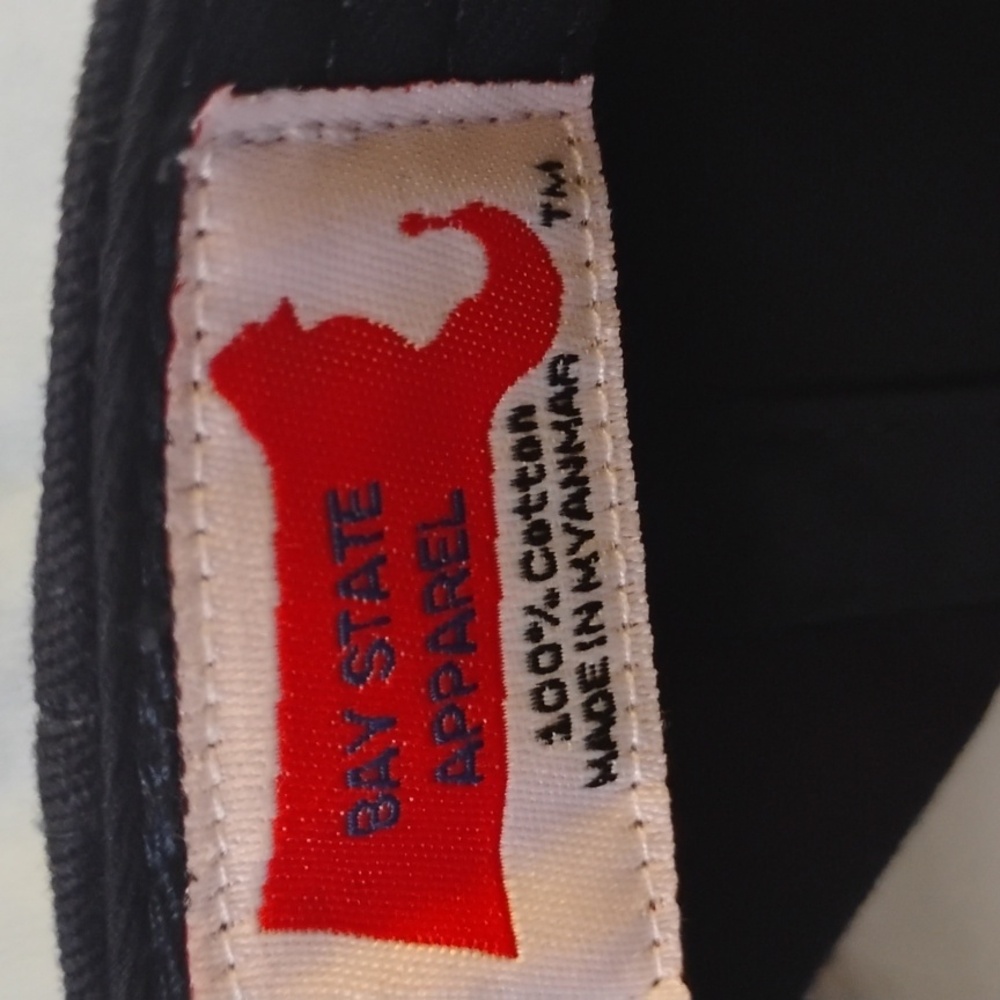 BAY STATE
APPAREL
TM
100% Cotton
MADE IN MYANMAR